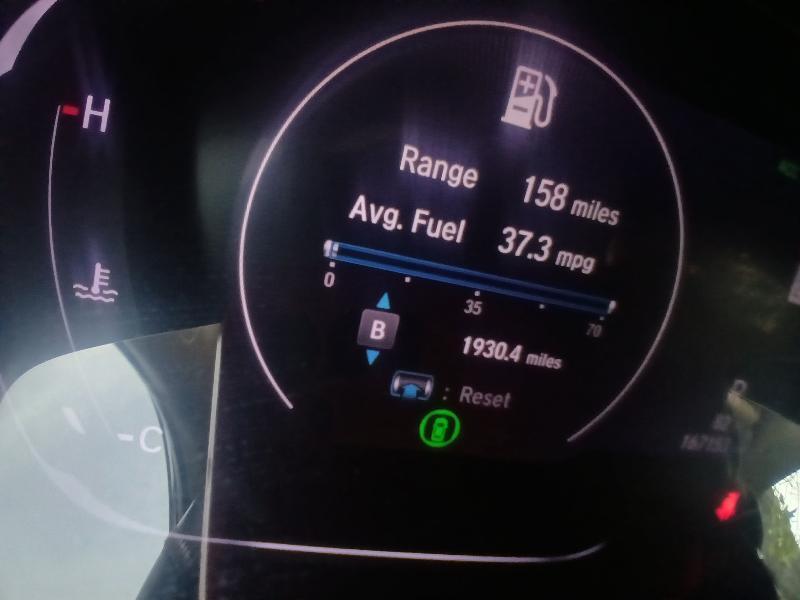 H
Range 158 miles
Avg. Fuel 37.3 mpg
0 35 70
B 1930.4 miles
: Reset
C